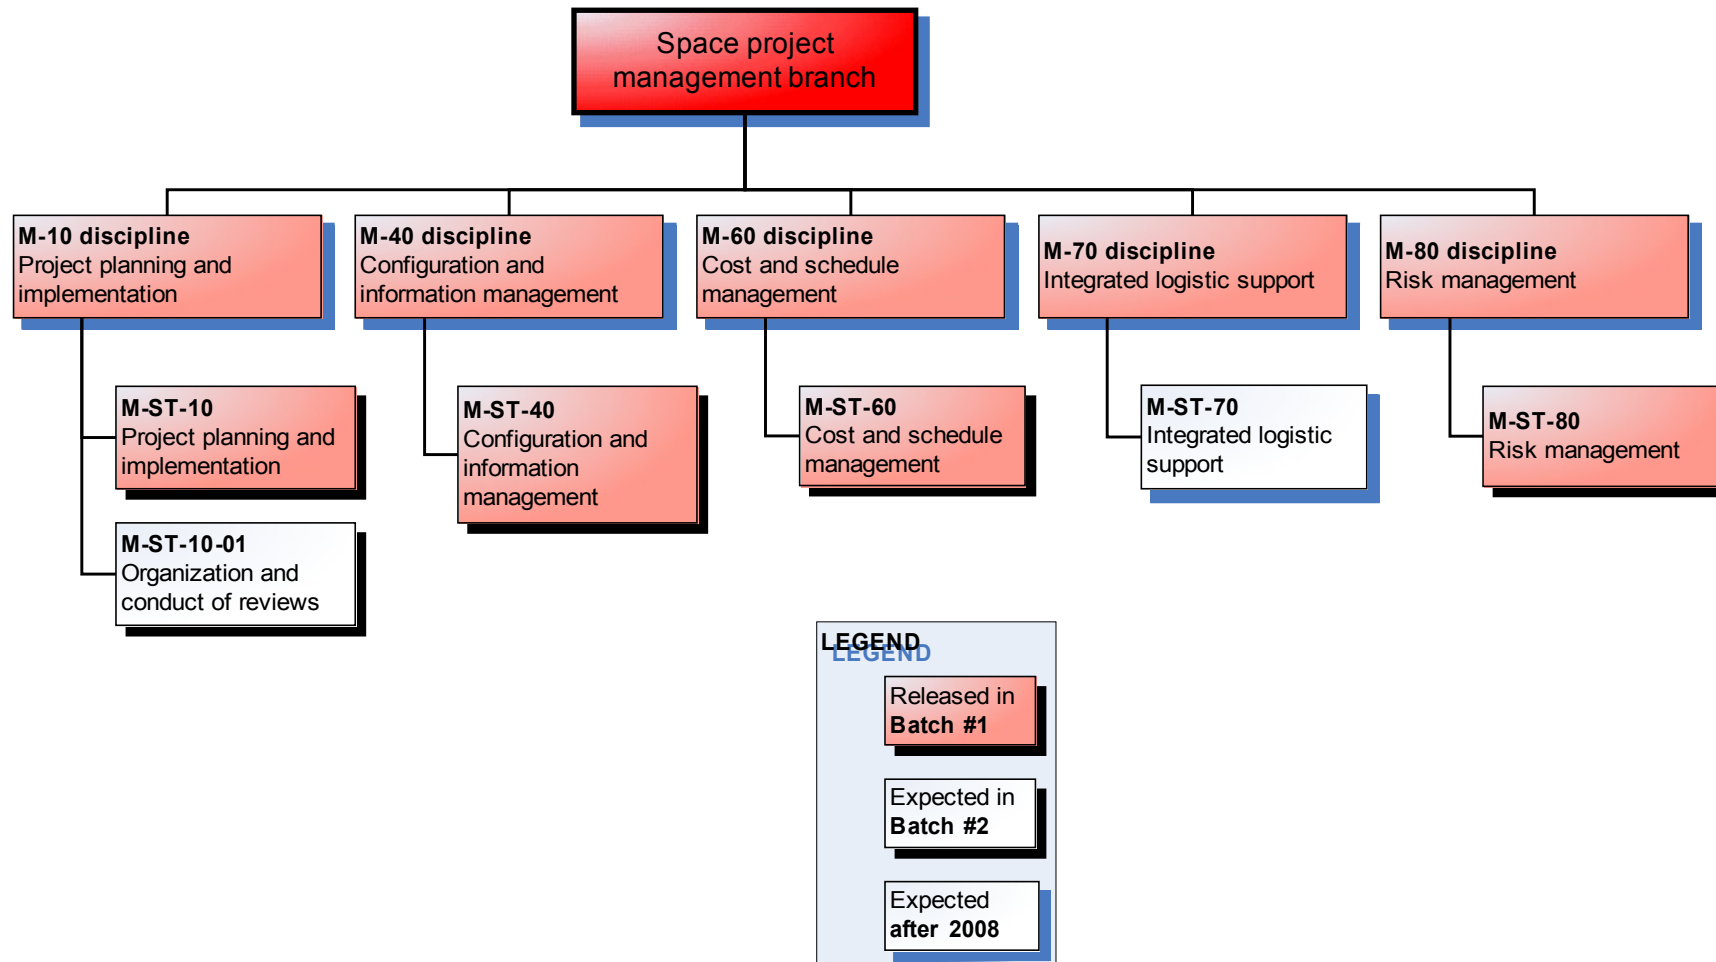 Space project
management branch
M-10 discipline
Project planning and
implementation
M-40 discipline
Configuration and
information management
M-60 discipline
Cost and schedule
management
M-70 discipline
Integrated logistic support
M-80 discipline
Risk management
M-ST-10
Project planning and
implementation
M-ST-10-01
Organization and
conduct of reviews
M-ST-40
Configuration and
information
management
M-ST-60
Cost and schedule
management
M-ST-70
Integrated logistic
support
M-ST-80
Risk management
LEGEND
LEGEND
Released in
Batch #1
Expected in
Batch #2
Expected
after 2008